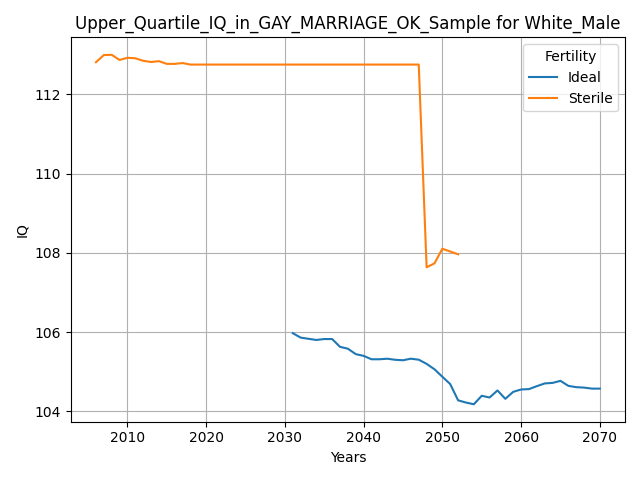 Upper_Quartile_IQ_in_GAY_MARRIAGE_OK_Sample for White_Male
Fertility
Ideal
Sterile
IQ
112
110
108
106
104
2010 2020 2030 2040 2050 2060 2070
Years